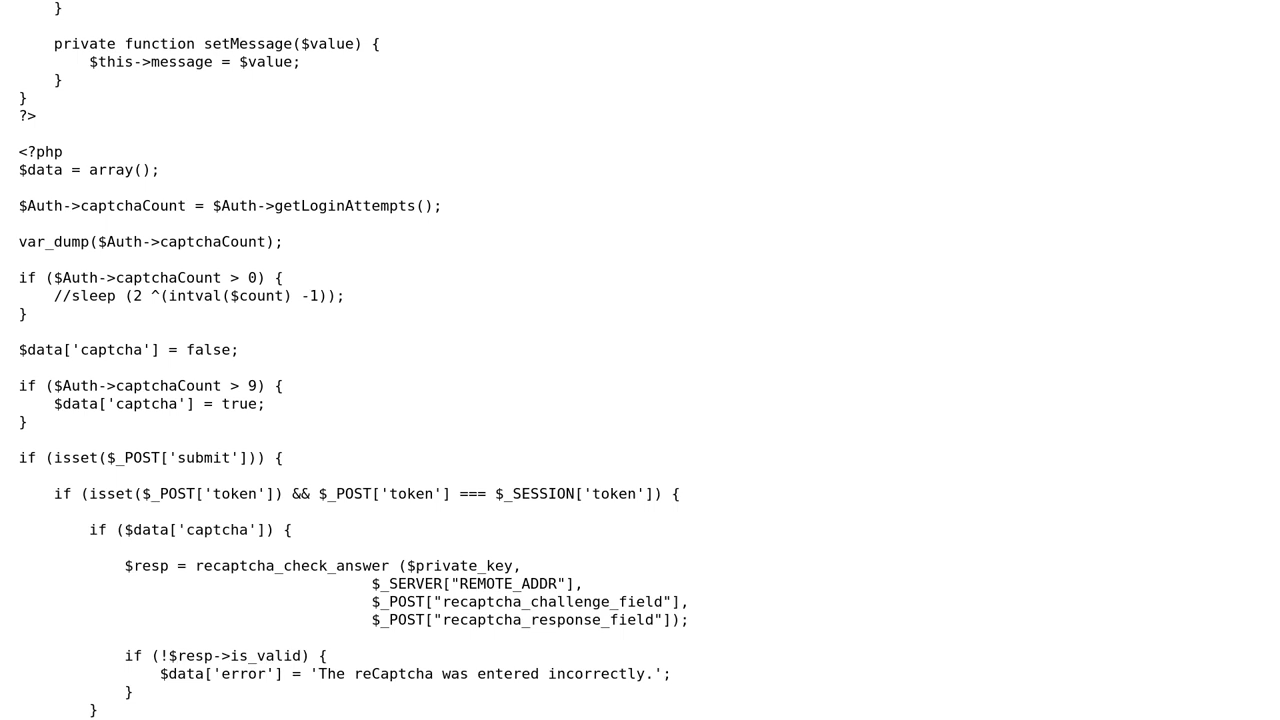 }

    private function setMessage($value) {
        $this->message = $value;
    }
}
?>

<?php
$data = array();

$Auth->captchaCount = $Auth->getLoginAttempts();

var_dump($Auth->captchaCount);

if ($Auth->captchaCount > 0) {
    //sleep (2 ^(intval($count) -1));
}

$data['captcha'] = false;

if ($Auth->captchaCount > 9) {
    $data['captcha'] = true;
}

if (isset($_POST['submit'])) {

    if (isset($_POST['token']) && $_POST['token'] === $_SESSION['token']) {

        if ($data['captcha']) {

            $resp = recaptcha_check_answer ($private_key,
                                        $_SERVER["REMOTE_ADDR"],
                                        $_POST["recaptcha_challenge_field"],
                                        $_POST["recaptcha_response_field"]);

            if (!$resp->is_valid) {
                $data['error'] = 'The reCaptcha was entered incorrectly.';
            }
        }